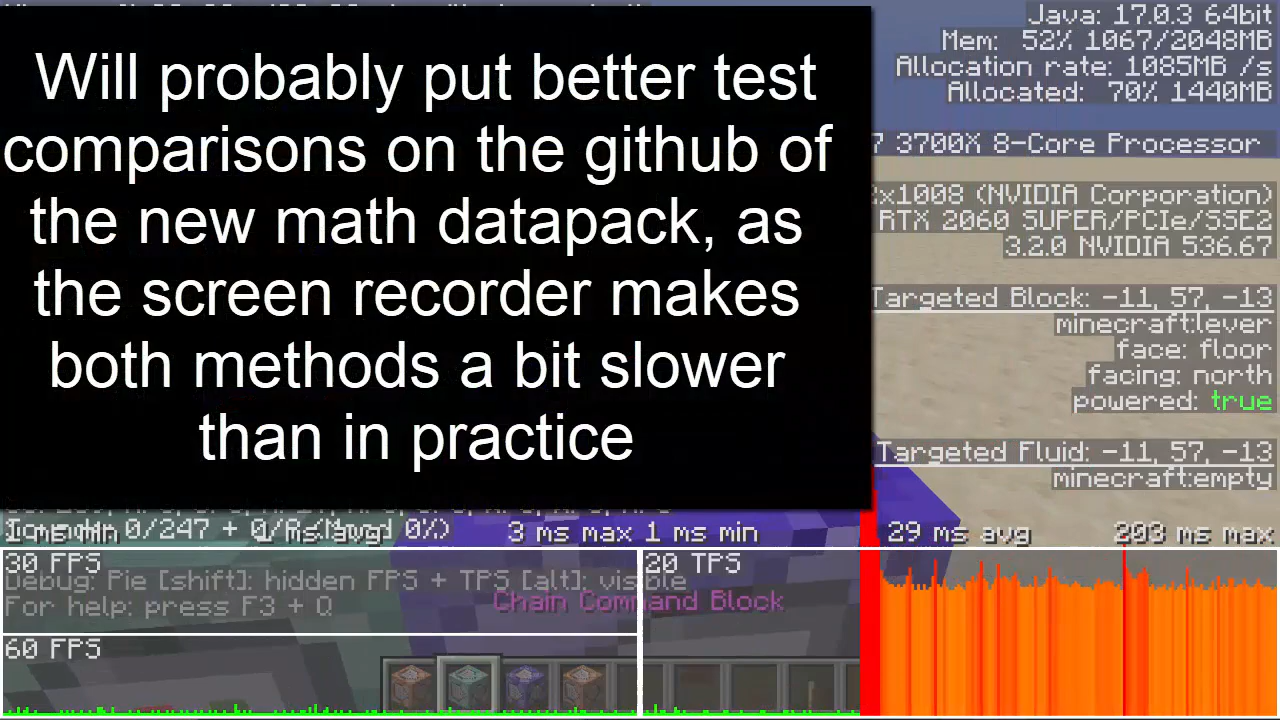 Will probably put better test
comparisons on the github of
the new math datapack, as
the screen recorder makes
both methods a bit slower
than in practice
Java: 17.0.3 64bit
Mem: 52% 1067/2048MB
Allocation rate: 1085MB /s
Allocated: 70% 1440MB
7 3700X 8-Core Processor
2x1008 (NVIDIA Corporation)
RTX 2060 SUPER/PCIe/SSE2
3.2.0 NVIDIA 536.67
Targeted Block: -11, 57, -13
minecraft:lever
face: floor
facing: north
powered: true
Targeted Fluid: -11, 57, -13
minecraft:empty
0/247 + 0/
3 ms max 1 ms min
29 ms avg
203 ms max
30 FPS
20 TPS
Debug: Pie [shift]: hidden FPS + TPS [alt]: visible
For help: press F3 + Q
Chain Command Block
60 FPS